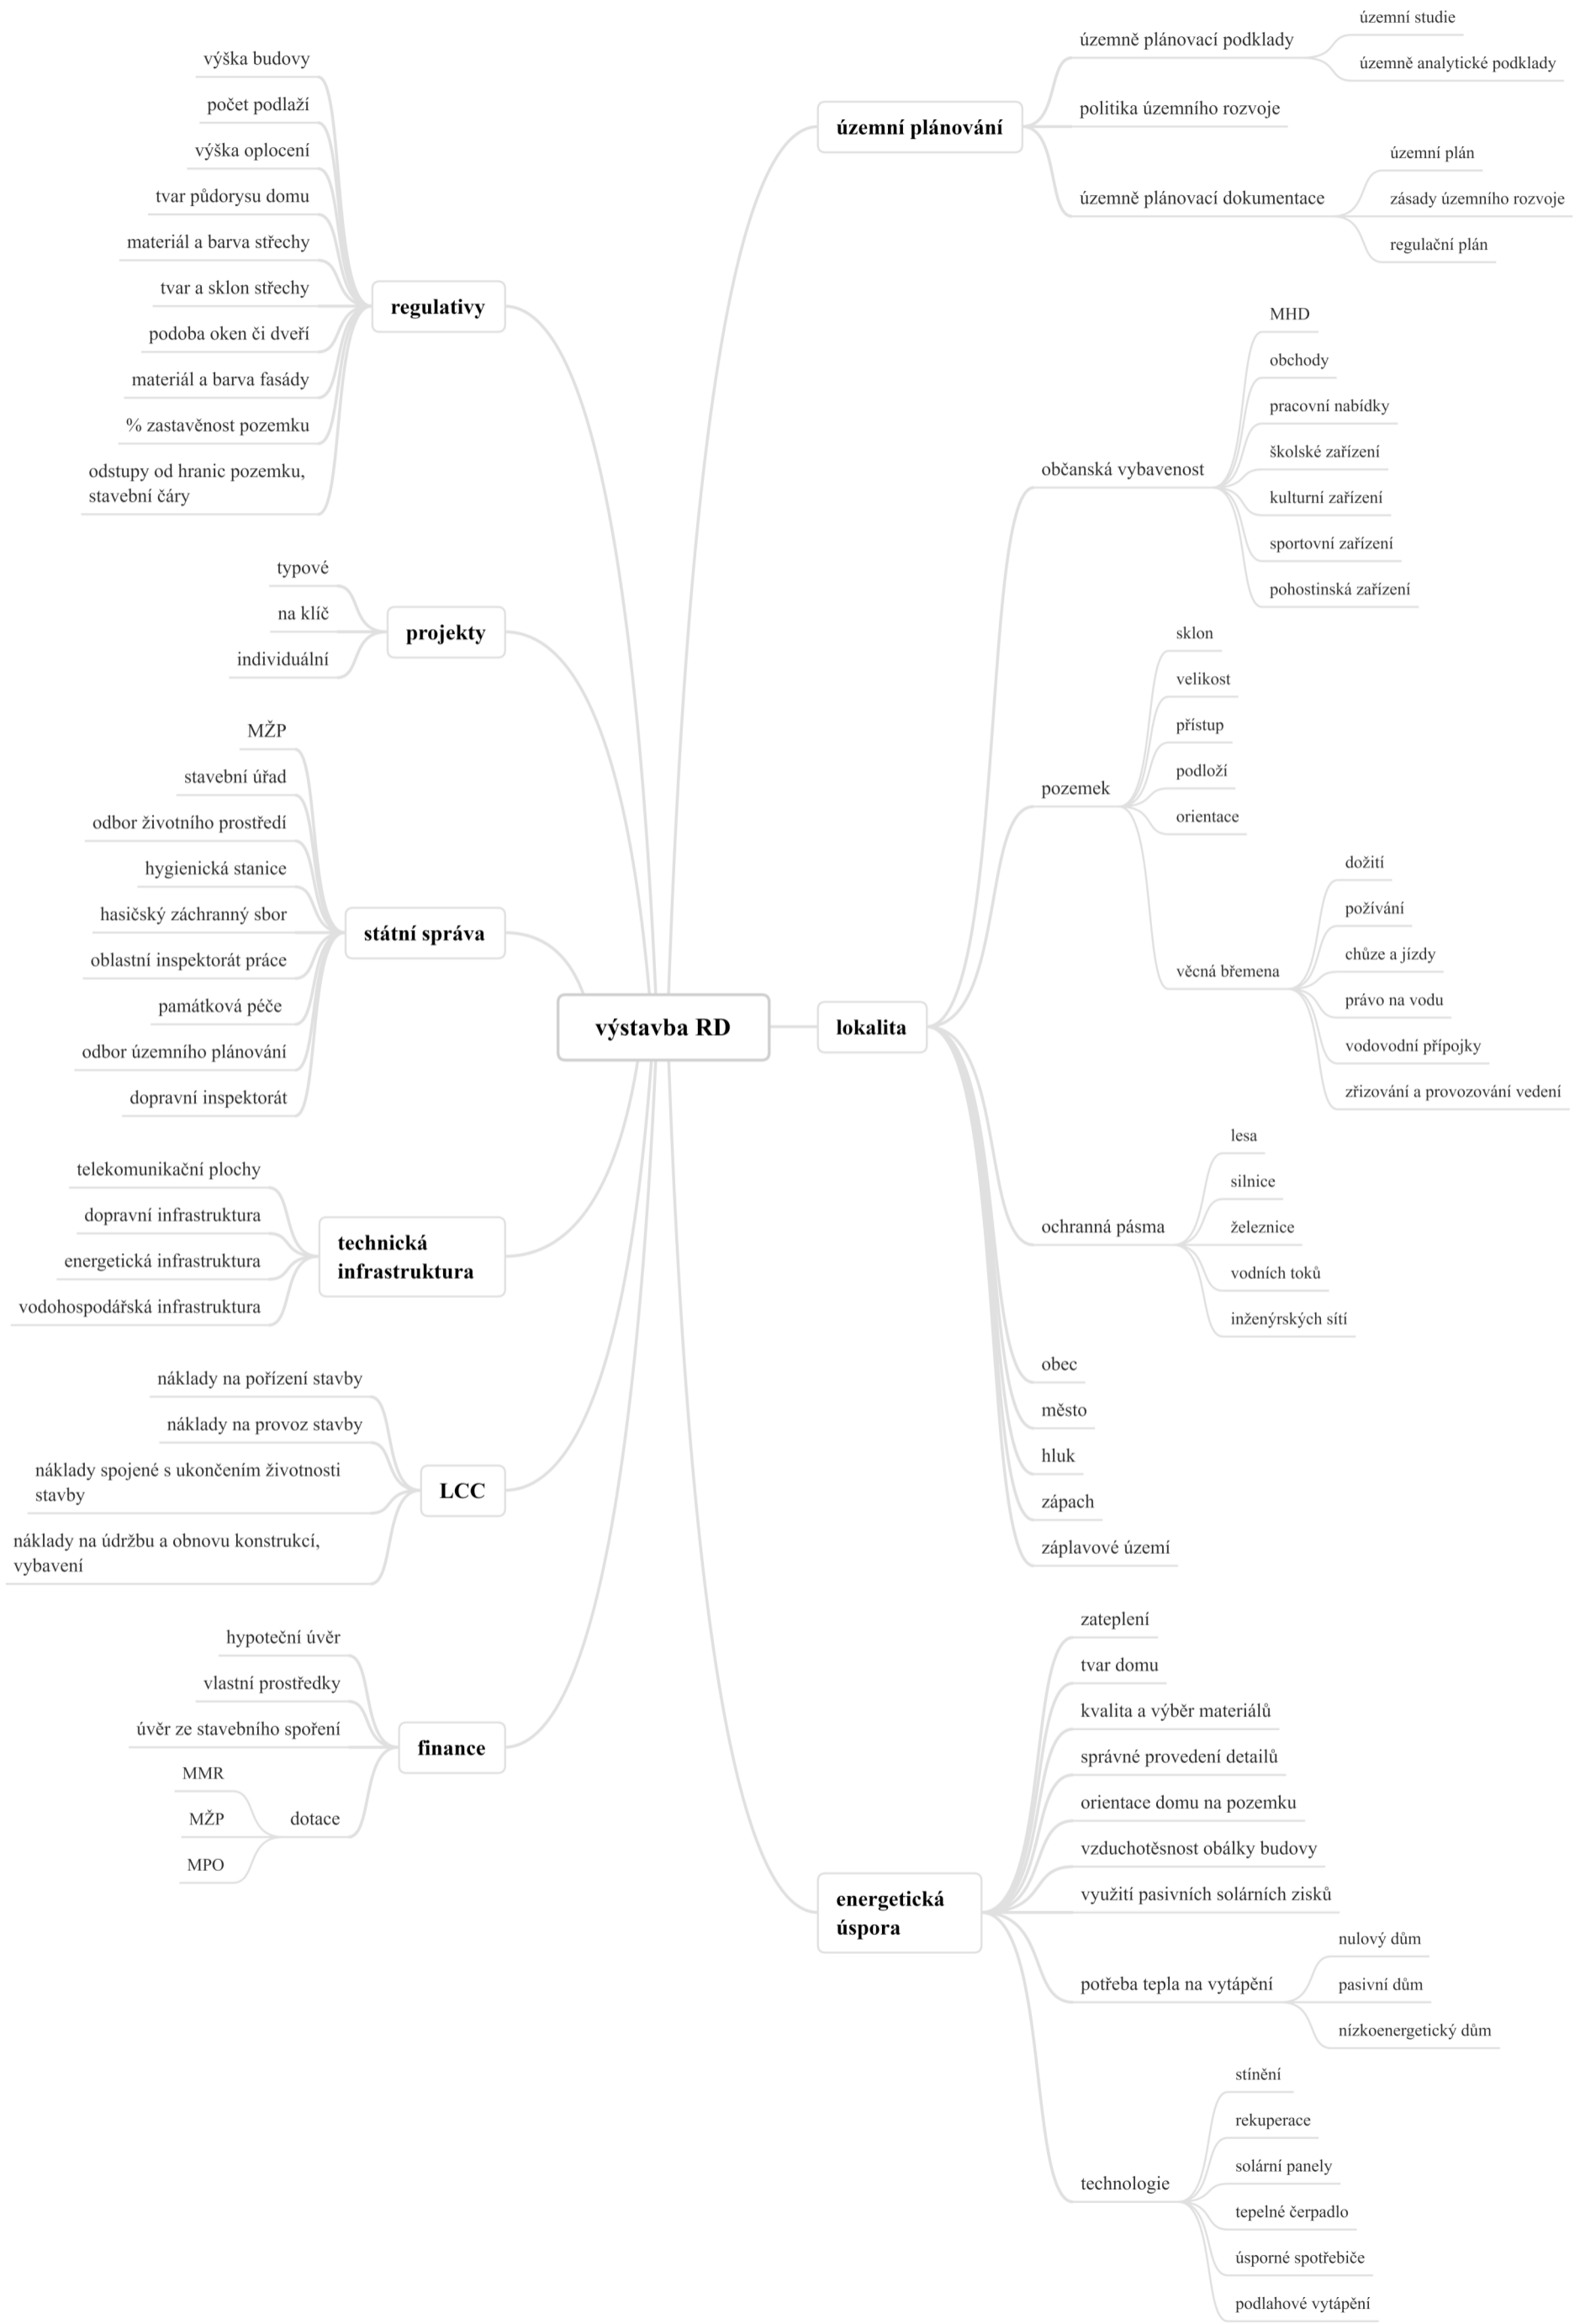 výstavba RD
regulativy
výška budovy
počet podlaží
výška oplocení
tvar půdorysu domu
materiál a barva střechy
tvar a sklon střechy
podoba oken či dveří
materiál a barva fasády
% zastavěnost pozemku
odstupy od hranic pozemku,
stavební čáry
projekty
typové
na klíč
individuální
státní správa
MŽP
stavební úřad
odbor životního prostředí
hygienická stanice
hasičský záchranný sbor
oblastní inspektorát práce
památková péče
odbor územního plánování
dopravní inspektorát
technická
infrastruktura
telekomunikační plochy
dopravní infrastruktura
energetická infrastruktura
vodohospodářská infrastruktura
LCC
náklady na pořízení stavby
náklady na provoz stavby
náklady spojené s ukončením životnosti
stavby
náklady na údržbu a obnovu konstrukcí,
vybavení
finance
hypoteční úvěr
vlastní prostředky
úvěr ze stavebního spoření
dotace
MMR
MŽP
MPO
územní plánování
územně plánovací podklady
územní studie
územně analytické podklady
politika územního rozvoje
územně plánovací dokumentace
územní plán
zásady územního rozvoje
regulační plán
lokalita
občanská vybavenost
MHD
obchody
pracovní nabídky
školské zařízení
kulturní zařízení
sportovní zařízení
pohostinská zařízení
pozemek
sklon
velikost
přístup
podloží
orientace
věcná břemena
dožití
požívání
chůze a jízdy
právo na vodu
vodovodní přípojky
zřizování a provozování vedení
ochranná pásma
lesa
silnice
železnice
vodních toků
inženýrských sítí
obec
město
hluk
zápach
záplavové území
energetická
úspora
zateplení
tvar domu
kvalita a výběr materiálů
správné provedení detailů
orientace domu na pozemku
vzduchotěsnost obálky budovy
využití pasivních solárních zisků
potřeba tepla na vytápění
nulový dům
pasivní dům
nízkoenergetický dům
technologie
stínění
rekuperace
solární panely
tepelné čerpadlo
úsporné spotřebiče
podlahové vytápění